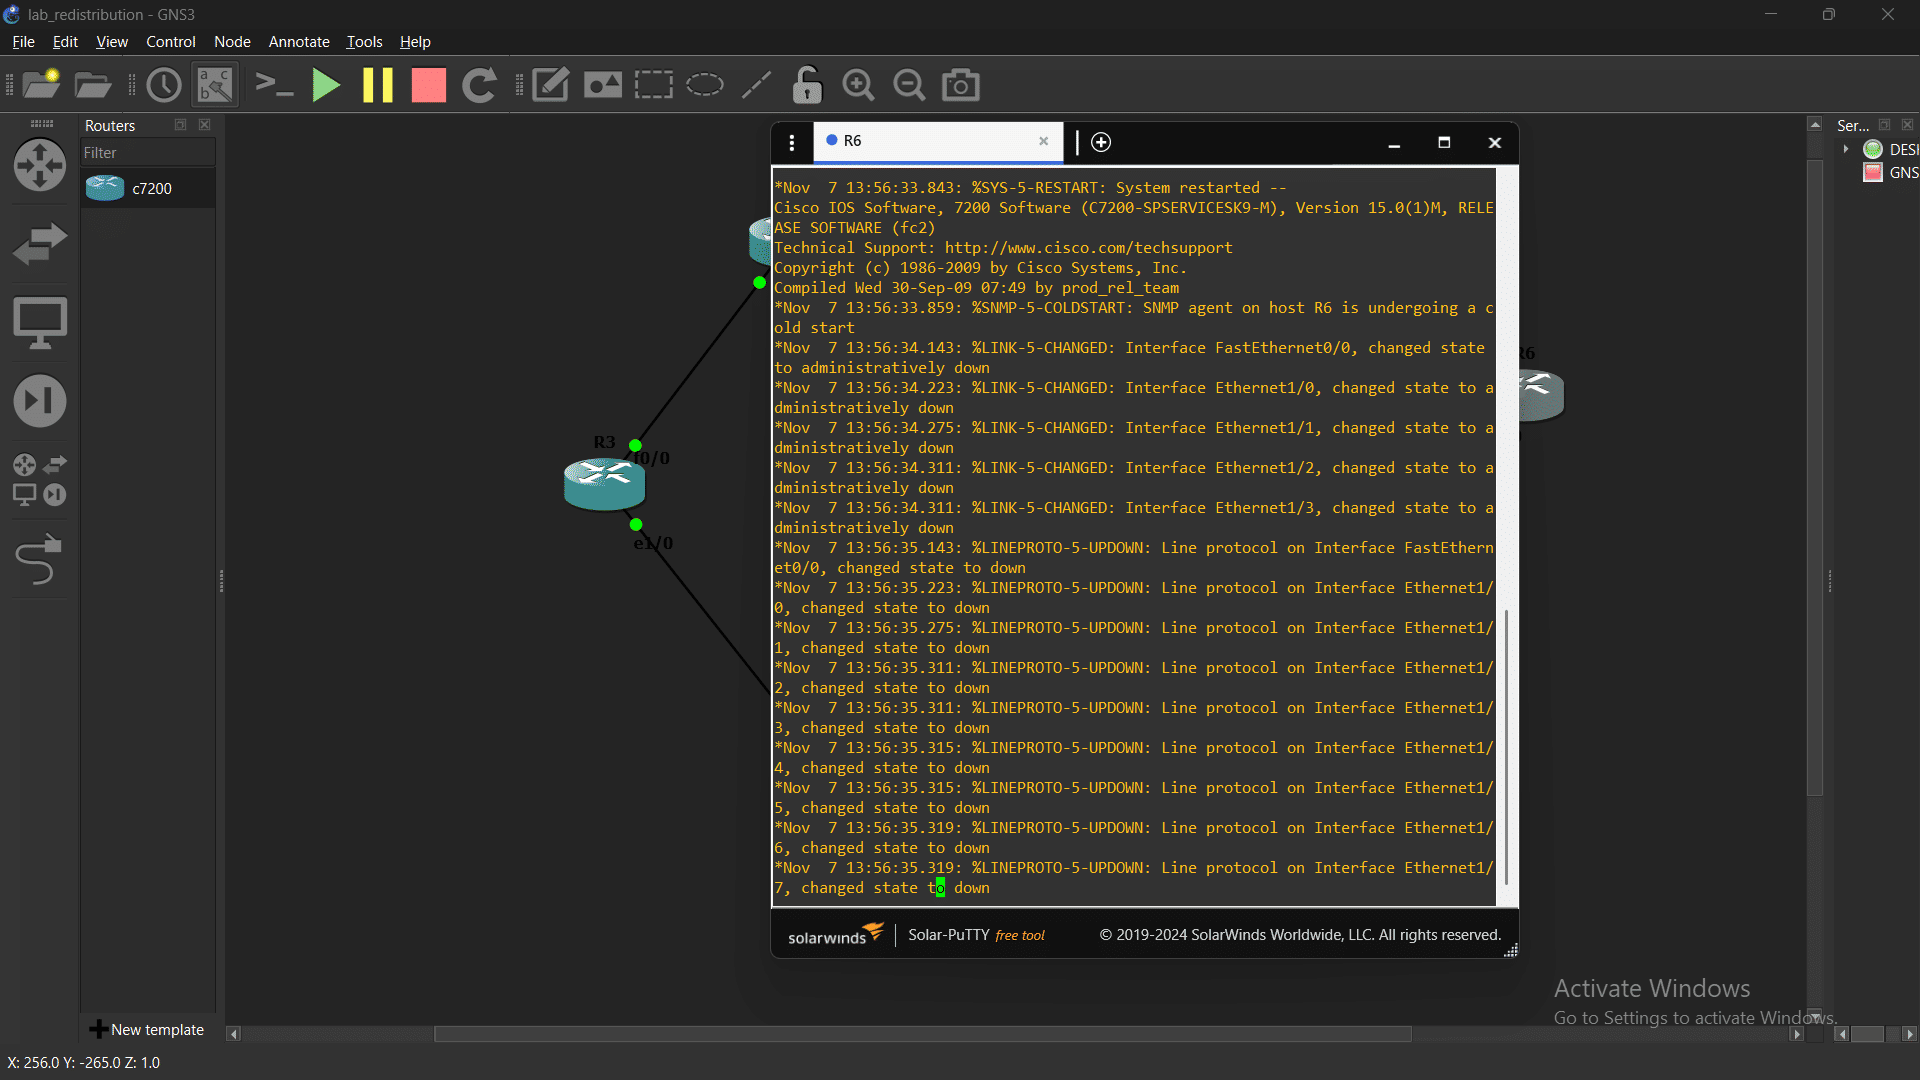 lab_redistribution - GNS3
File Edit View Control Node Annotate Tools Help
Routers
Filter
c7200
New template
R3
f0/0
e1/0
R6
*Nov  7 13:56:33.843: %SYS-5-RESTART: System restarted --
Cisco IOS Software, 7200 Software (C7200-SPSERVICESK9-M), Version 15.0(1)M, RELE
ASE SOFTWARE (fc2)
Technical Support: http://www.cisco.com/techsupport
Copyright (c) 1986-2009 by Cisco Systems, Inc.
Compiled Wed 30-Sep-09 07:49 by prod_rel_team
*Nov  7 13:56:33.859: %SNMP-5-COLDSTART: SNMP agent on host R6 is undergoing a c
old start
*Nov  7 13:56:34.143: %LINK-5-CHANGED: Interface FastEthernet0/0, changed state
to administratively down
*Nov  7 13:56:34.223: %LINK-5-CHANGED: Interface Ethernet1/0, changed state to a
dministratively down
*Nov  7 13:56:34.275: %LINK-5-CHANGED: Interface Ethernet1/1, changed state to a
dministratively down
*Nov  7 13:56:34.311: %LINK-5-CHANGED: Interface Ethernet1/2, changed state to a
dministratively down
*Nov  7 13:56:34.311: %LINK-5-CHANGED: Interface Ethernet1/3, changed state to a
dministratively down
*Nov  7 13:56:35.143: %LINEPROTO-5-UPDOWN: Line protocol on Interface FastEthern
et0/0, changed state to down
*Nov  7 13:56:35.223: %LINEPROTO-5-UPDOWN: Line protocol on Interface Ethernet1/
0, changed state to down
*Nov  7 13:56:35.275: %LINEPROTO-5-UPDOWN: Line protocol on Interface Ethernet1/
1, changed state to down
*Nov  7 13:56:35.311: %LINEPROTO-5-UPDOWN: Line protocol on Interface Ethernet1/
2, changed state to down
*Nov  7 13:56:35.311: %LINEPROTO-5-UPDOWN: Line protocol on Interface Ethernet1/
3, changed state to down
*Nov  7 13:56:35.315: %LINEPROTO-5-UPDOWN: Line protocol on Interface Ethernet1/
4, changed state to down
*Nov  7 13:56:35.315: %LINEPROTO-5-UPDOWN: Line protocol on Interface Ethernet1/
5, changed state to down
*Nov  7 13:56:35.319: %LINEPROTO-5-UPDOWN: Line protocol on Interface Ethernet1/
6, changed state to down
*Nov  7 13:56:35.319: %LINEPROTO-5-UPDOWN: Line protocol on Interface Ethernet1/
7, changed state to down
solarwinds Solar-PuTTY free tool © 2019-2024 SolarWinds Worldwide, LLC. All rights reserved.
R6
Ser...
DESH
GNS
Activate Windows
Go to Settings to activate Windows.
X: 256.0 Y: -265.0 Z: 1.0